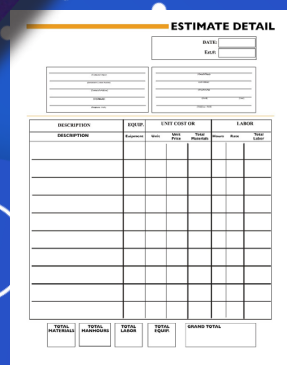 ESTIMATE DETAIL
DATE:
Est.#:
DESCRIPTION EQUIP. UNIT COST OR LABOR
DESCRIPTION Equipment Unit Unit Price Total Materials Hours Rate Total Labor
TOTAL MATERIALS TOTAL MANHOURS TOTAL LABOR TOTAL EQUIP. GRAND TOTAL